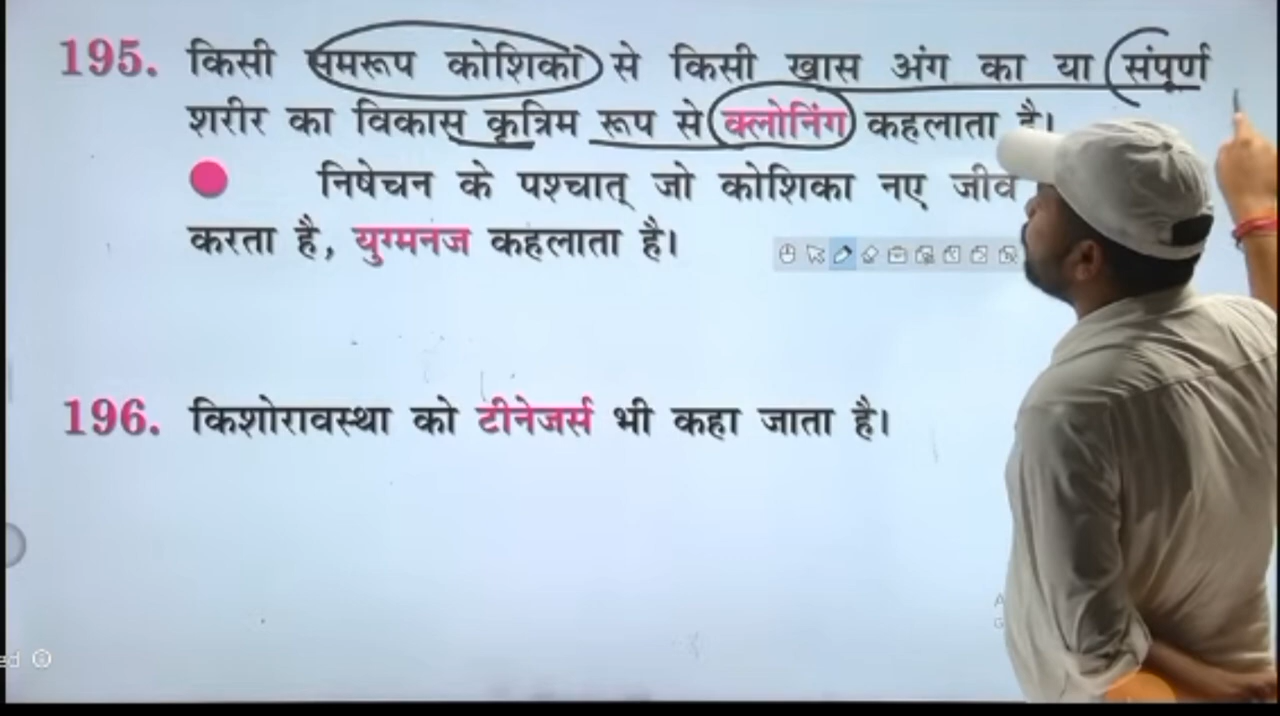 195. किसी समरूप कोशिका से किसी खास अंग का या संपूर्ण
शरीर का विकास कृत्रिम रूप से क्लोनिंग कहलाता है।
निषेचन के पश्चात् जो कोशिका नए जीव
करता है, युग्मनज कहलाता है।
196. किशोरावस्था को टीनेजर्स भी कहा जाता है।